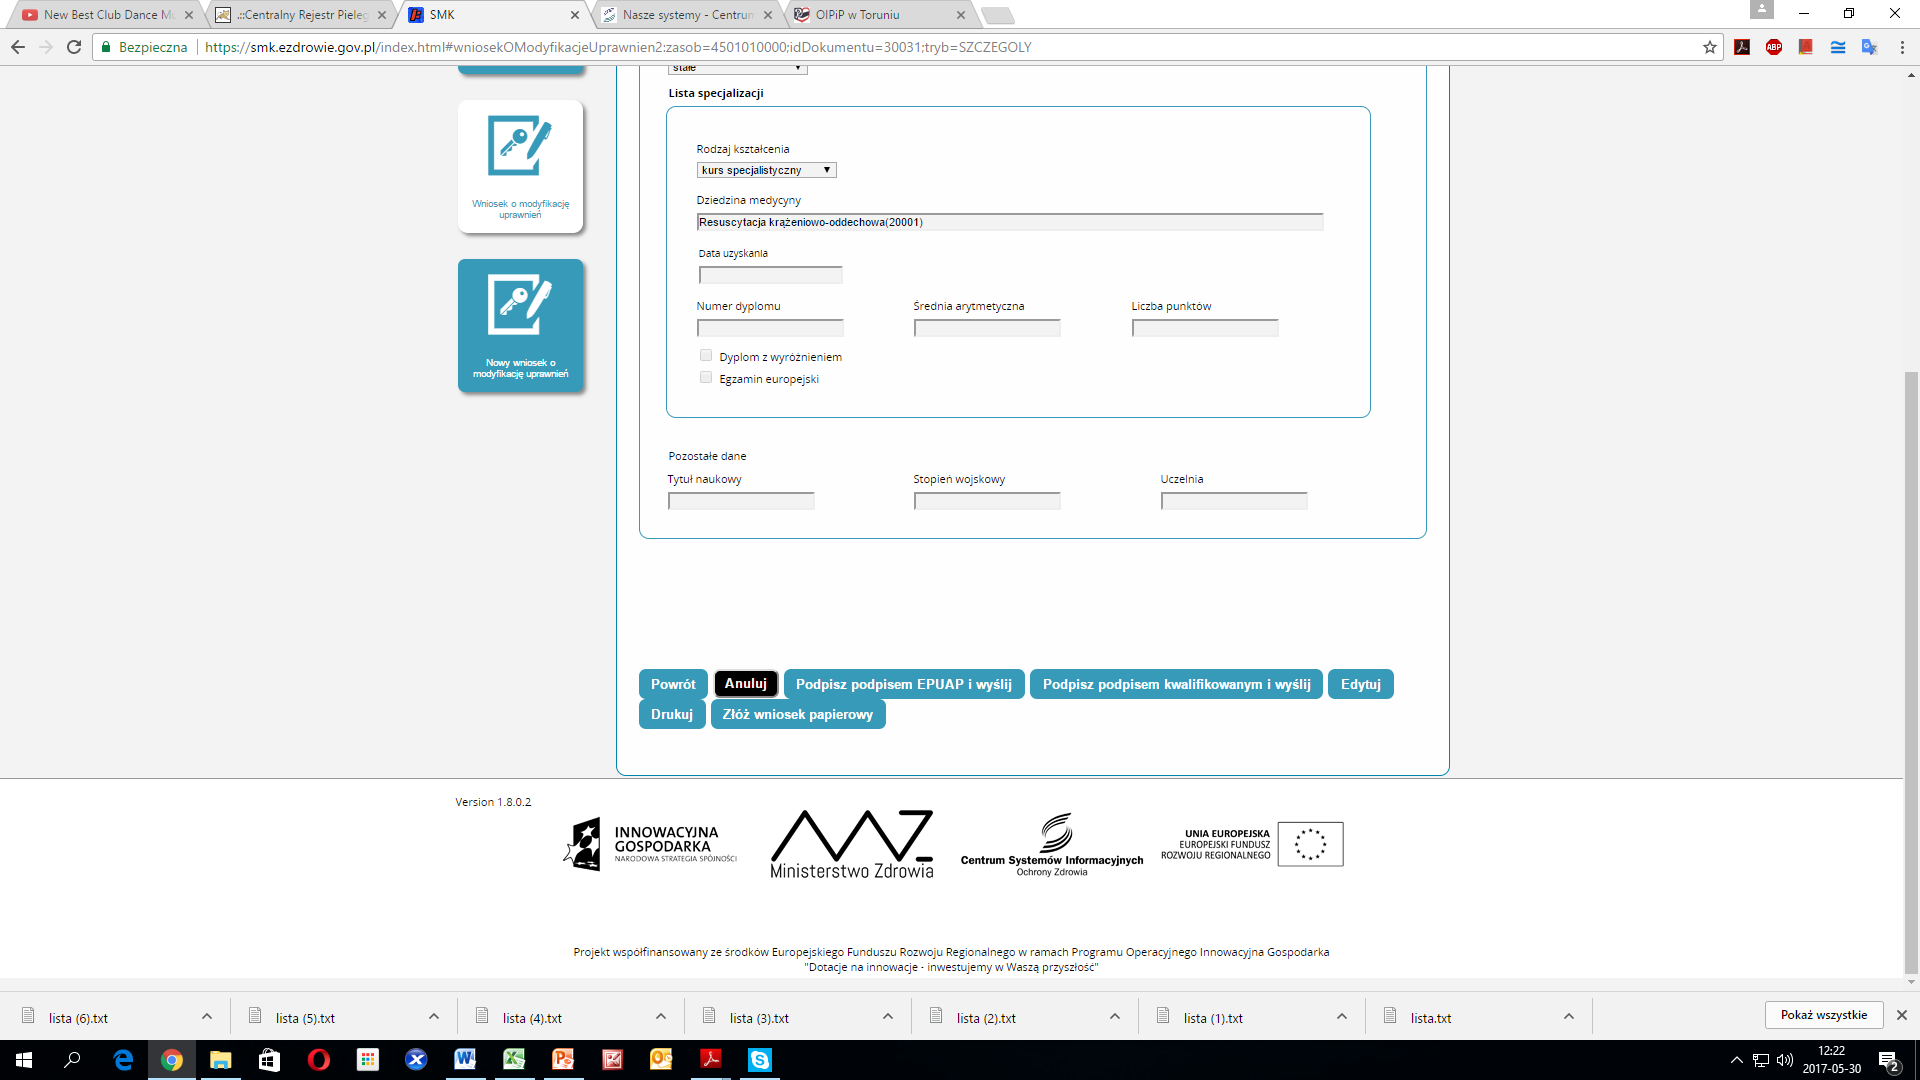 New Best Club Dance Mu
.::Centralny Rejestr Pieleg
SMK
Nasze systemy - Centrum
OIPiP w Toruniu
Bezpieczna
https://smk.ezdrowie.gov.pl/index.html#wniosekOModyfikacjeUprawnien2:zasob=4501010000;idDokumentu=30031;tryb=SZCZEGOLY
ABP
stałe
Lista specjalizacji
Rodzaj kształcenia
kurs specjalistyczny
Dziedzina medycyny
Resuscytacja krążeniowo-oddechowa(20001)
Data uzyskania
Numer dyplomu
Średnia arytmetyczna
Liczba punktów
Dyplom z wyróżnieniem
Egzamin europejski
Pozostałe dane
Tytuł naukowy
Stopień wojskowy
Uczelnia
Wniosek o modyfikację
uprawnień
Nowy wniosek o
modyfikację uprawnień
Powrót
Anuluj
Podpisz podpisem EPUAP i wyślij
Podpisz podpisem kwalifikowanym i wyślij
Edytuj
Drukuj
Złóż wniosek papierowy
Version 1.8.0.2
INNOWACYJNA
GOSPODARKA
NARODOWA STRATEGIA SPÓJNOŚCI
Ministerstwo Zdrowia
Centrum Systemów Informacyjnych
Ochrony Zdrowia
UNIA EUROPEJSKA
EUROPEJSKI FUNDUSZ
ROZWOJU REGIONALNEGO
Projekt współfinansowany ze środków Europejskiego Funduszu Rozwoju Regionalnego w ramach Programu Operacyjnego Innowacyjna Gospodarka
"Dotacje na innowacje - inwestujemy w Waszą przyszłość"
lista (6).txt
lista (5).txt
lista (4).txt
lista (3).txt
lista (2).txt
lista (1).txt
lista.txt
Pokaż wszystkie
12:22
2017-05-30
2